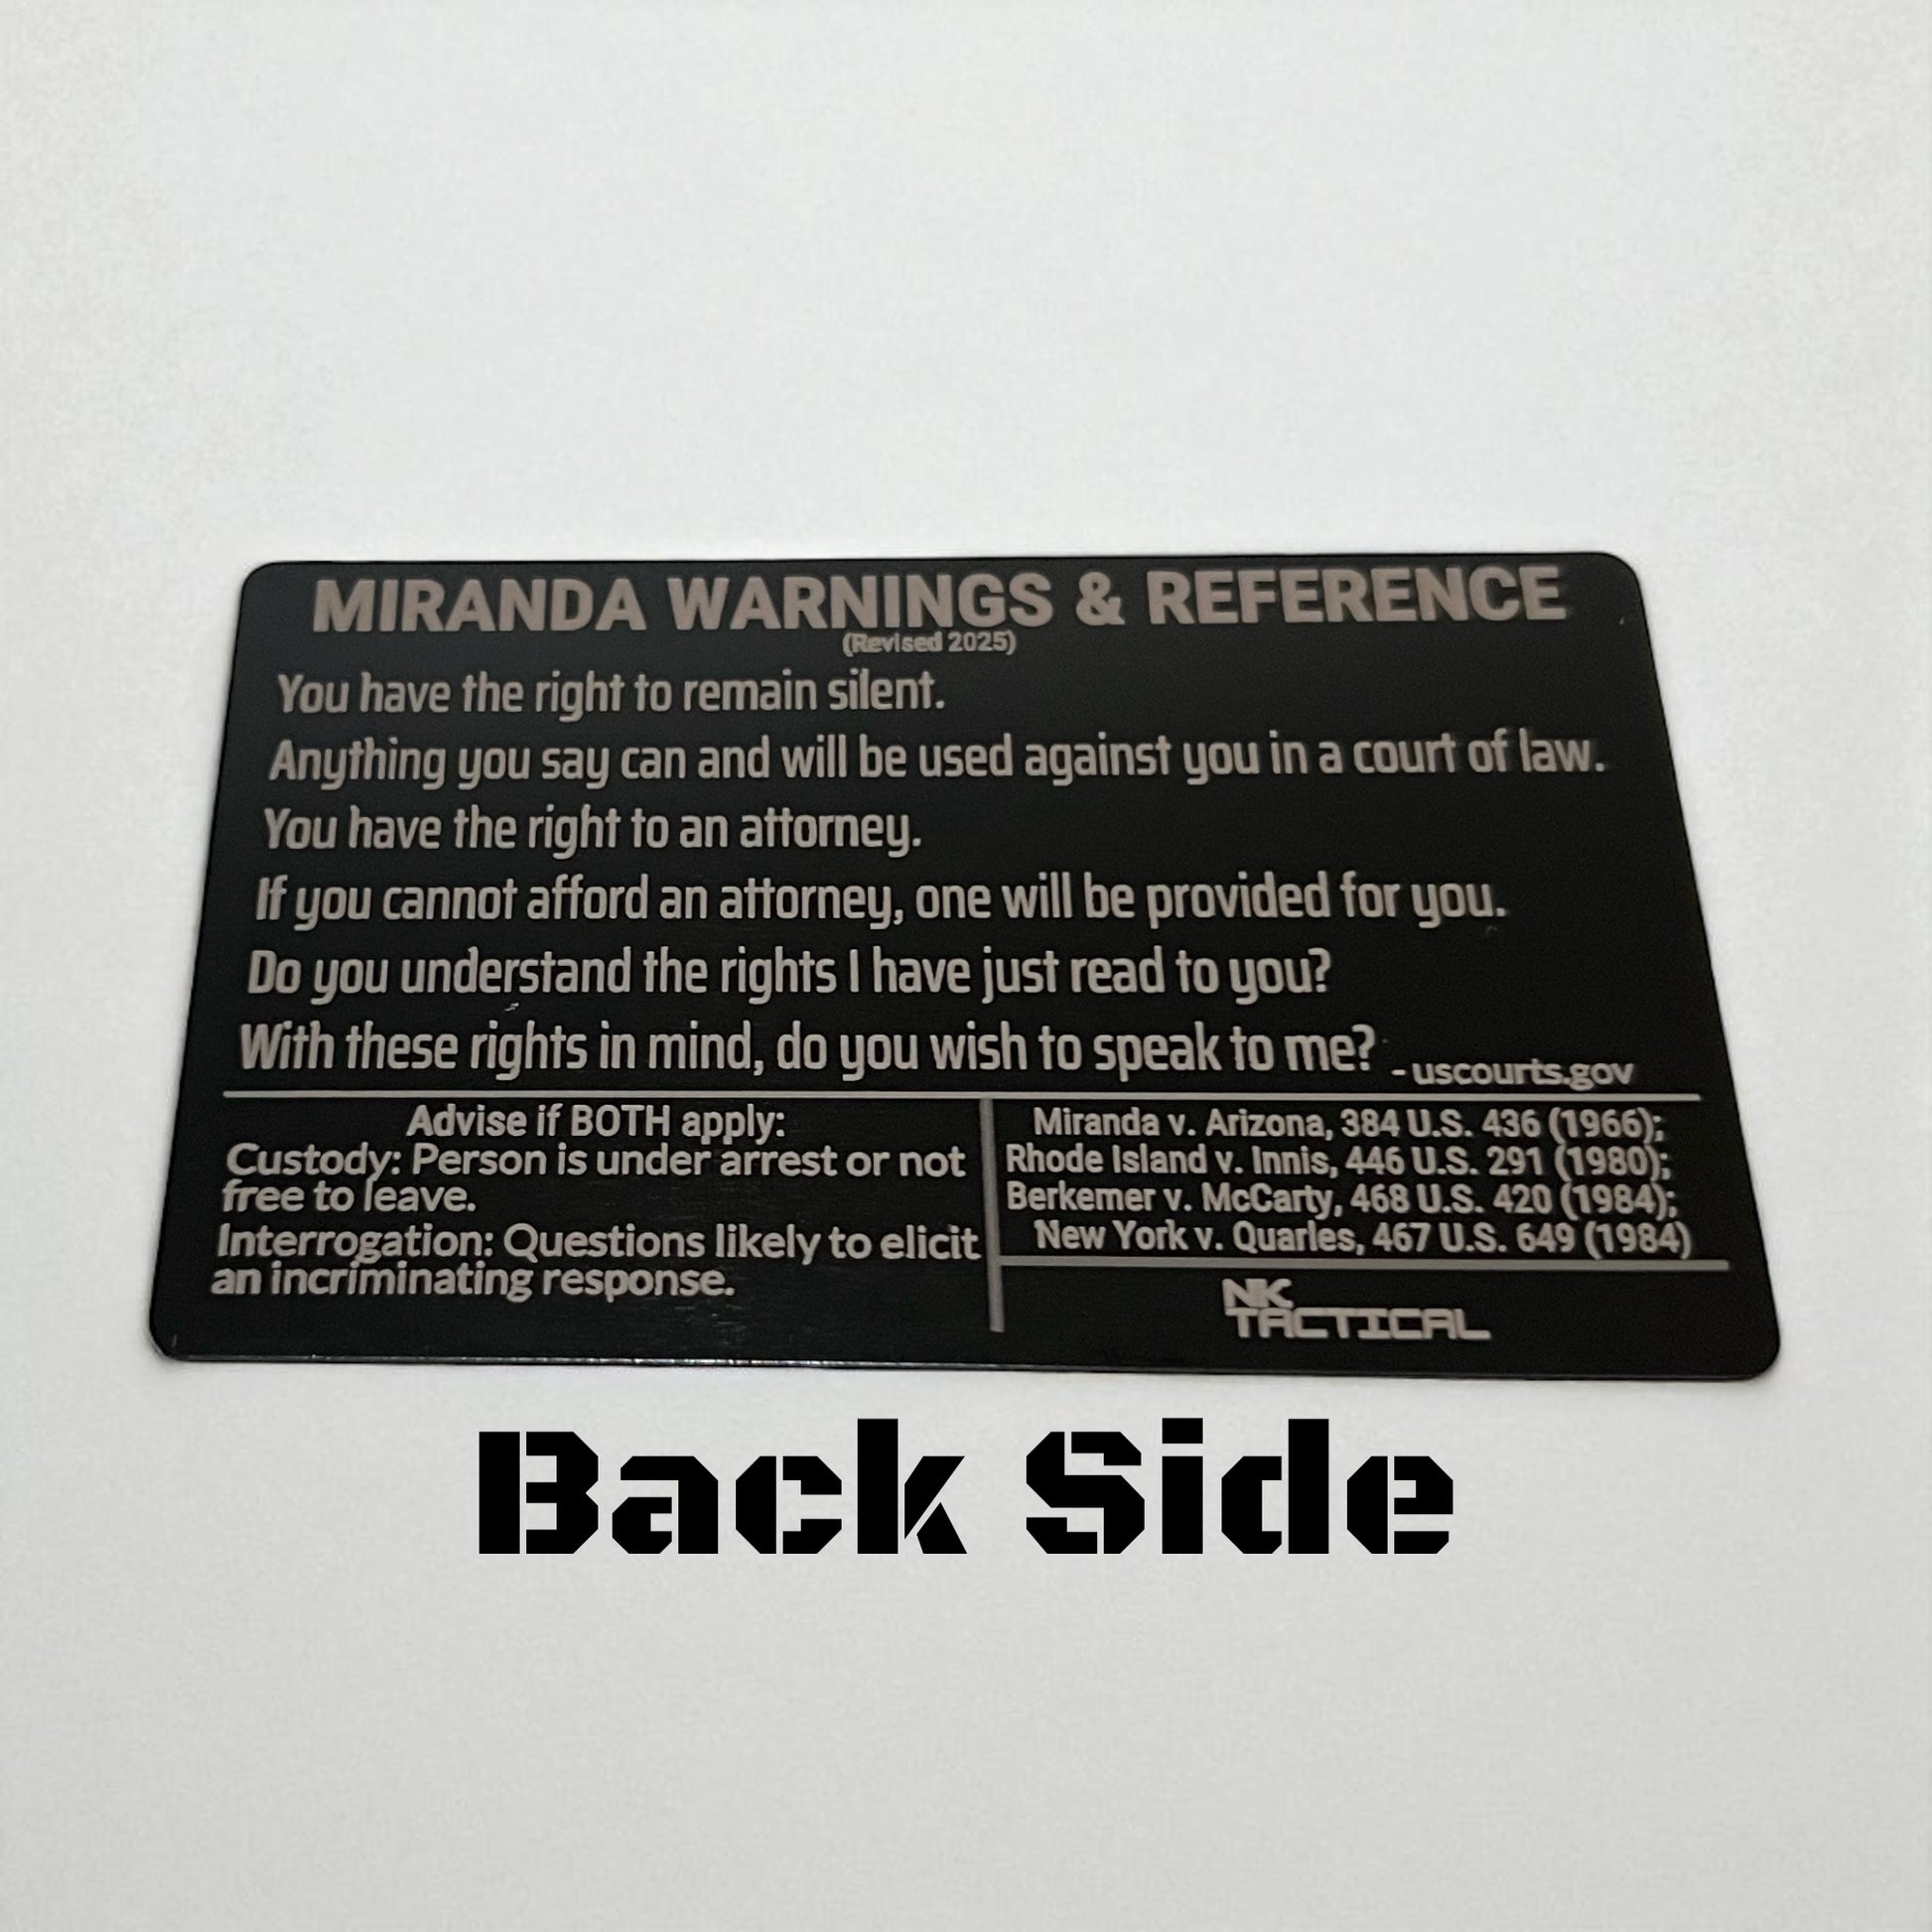 MIRANDA WARNINGS & REFERENCE
(Revised 2025)
You have the right to remain silent.
Anything you say can and will be used against you in a court of law.
You have the right to an attorney.
If you cannot afford an attorney, one will be provided for you.
Do you understand the rights I have just read to you?
With these rights in mind, do you wish to speak to me? - uscourts.gov
Advise if BOTH apply:
Custody: Person is under arrest or not
free to leave.
Interrogation: Questions likely to elicit
an incriminating response.
Miranda v. Arizona, 384 U.S. 436 (1966);
Rhode Island v. Innis, 446 U.S. 291 (1980);
Berkemer v. McCarty, 468 U.S. 420 (1984);
New York v. Quarles, 467 U.S. 649 (1984)
NK
TACTICAL
Back Side